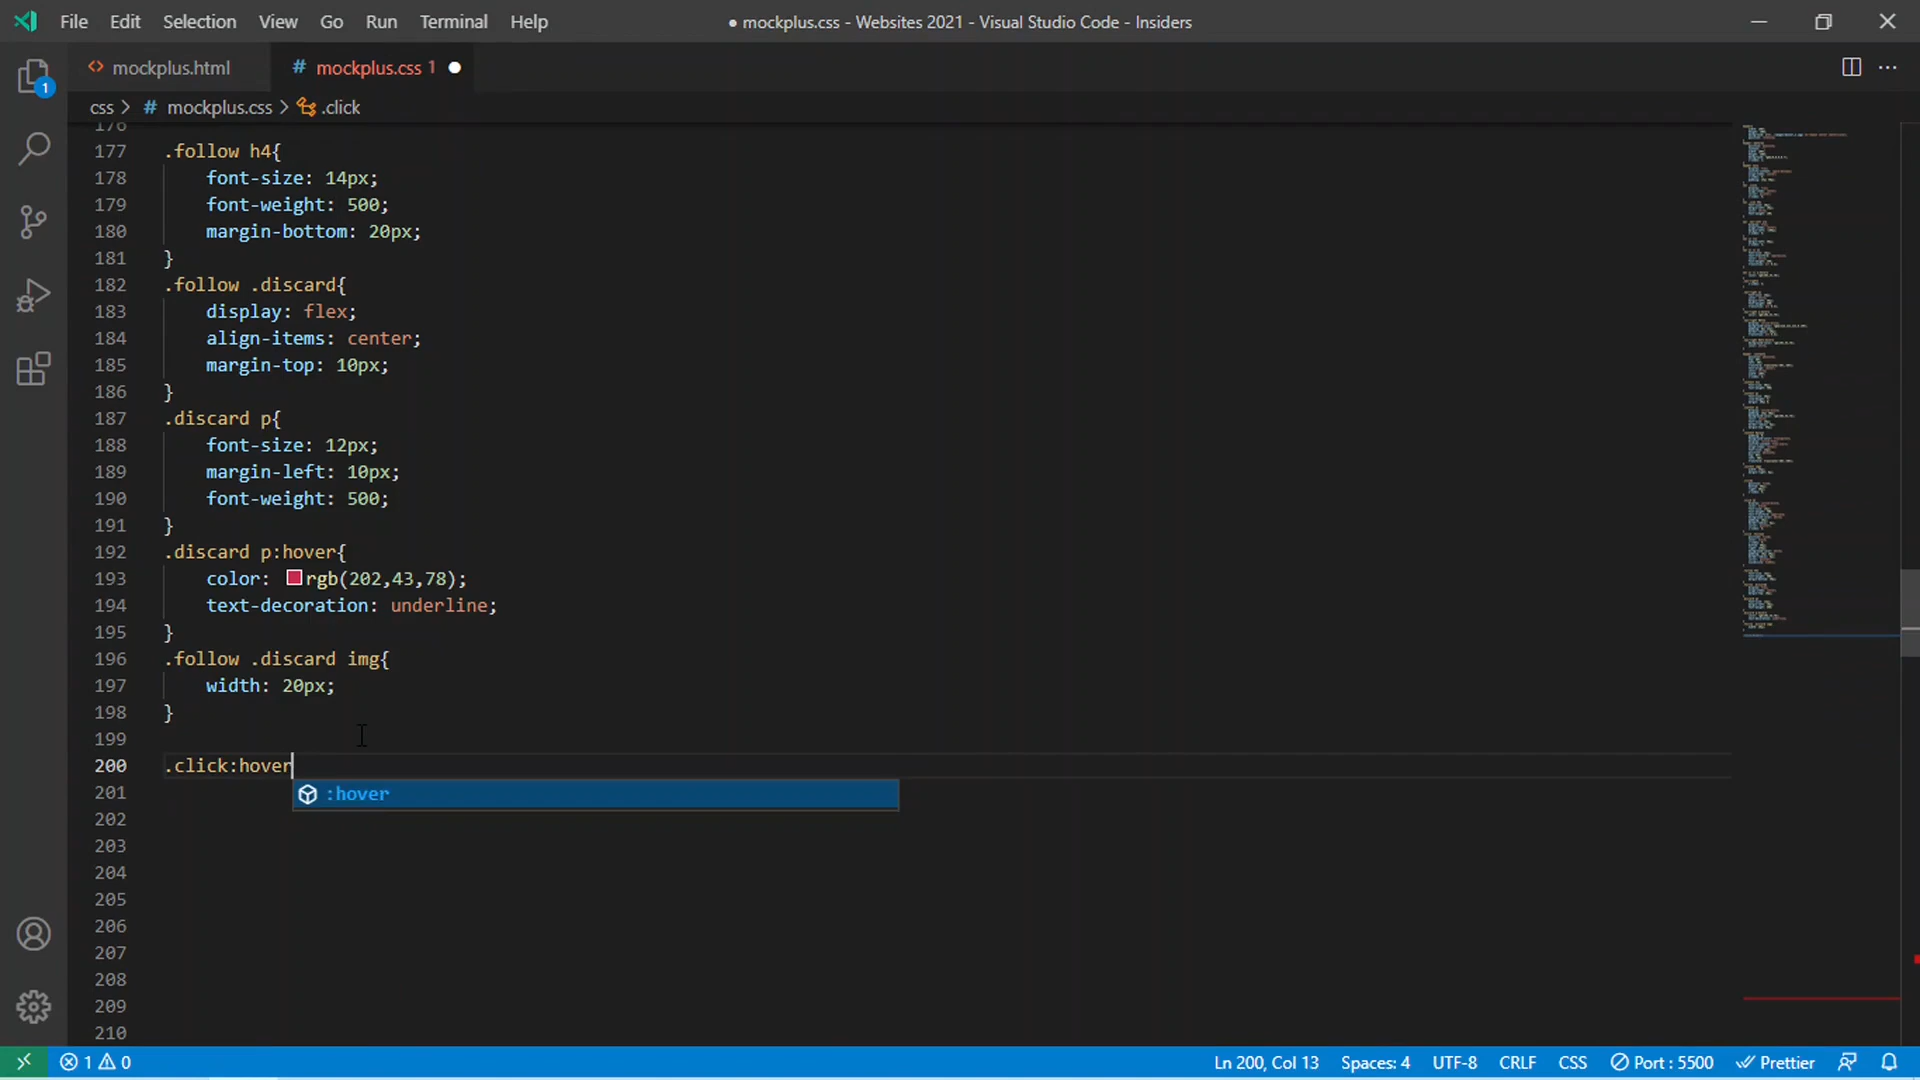 File Edit Selection View Go Run Terminal Help
● mockplus.css - Websites 2021 - Visual Studio Code - Insiders
mockplus.html
# mockplus.css 1
css > # mockplus.css > .click
1
176
177 .follow h4{
178 font-size: 14px;
179 font-weight: 500;
180 margin-bottom: 20px;
181 }
182 .follow .discard{
183 display: flex;
184 align-items: center;
185 margin-top: 10px;
186 }
187 .discard p{
188 font-size: 12px;
189 margin-left: 10px;
190 font-weight: 500;
191 }
192 .discard p:hover{
193 color: rgb(202,43,78);
194 text-decoration: underline;
195 }
196 .follow .discard img{
197 width: 20px;
198 }
199
200 .click:hover
:hover
201
202
203
204
205
206
207
208
209
210
1 0
Ln 200, Col 13 Spaces: 4 UTF-8 CRLF CSS Port : 5500 Prettier